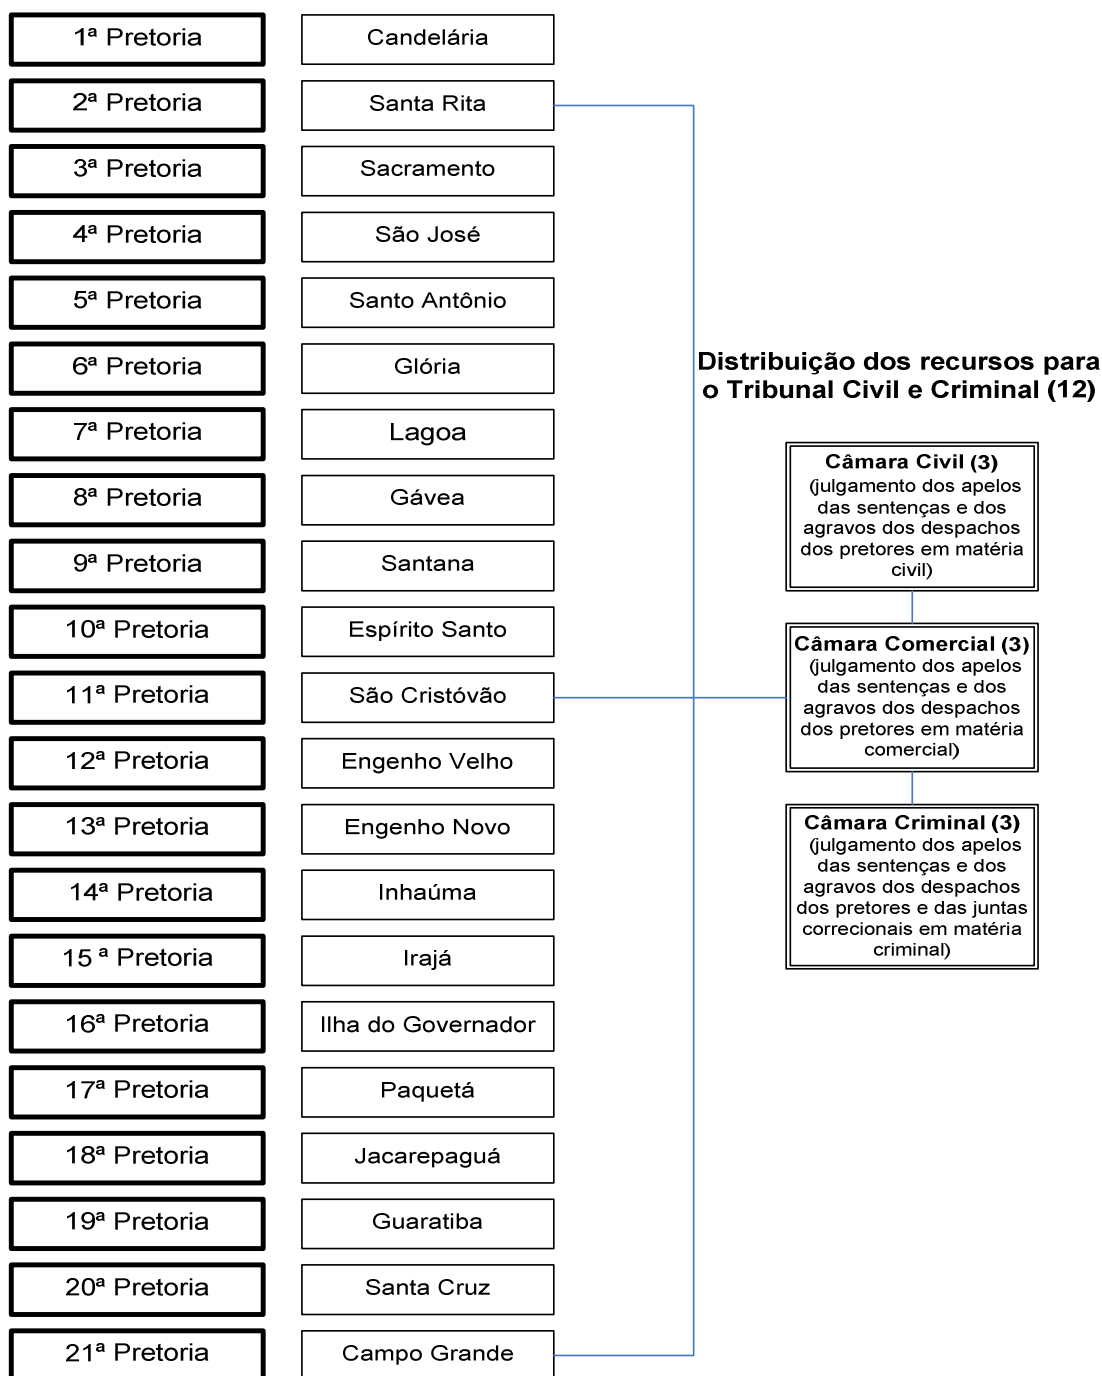 1ª Pretoria
Candelária
2ª Pretoria
Santa Rita
3ª Pretoria
Sacramento
4ª Pretoria
São José
5ª Pretoria
Santo Antônio
6ª Pretoria
Glória
7ª Pretoria
Lagoa
8ª Pretoria
Gávea
9ª Pretoria
Santana
10ª Pretoria
Espírito Santo
11ª Pretoria
São Cristóvão
12ª Pretoria
Engenho Velho
13ª Pretoria
Engenho Novo
14ª Pretoria
Inhaúma
15 ª Pretoria
Irajá
16ª Pretoria
Ilha do Governador
17ª Pretoria
Paquetá
18ª Pretoria
Jacarepaguá
19ª Pretoria
Guaratiba
20ª Pretoria
Santa Cruz
21ª Pretoria
Campo Grande
Distribuição dos recursos para
o Tribunal Civil e Criminal (12)
Câmara Civil (3)
(julgamento dos apelos
das sentenças e dos
agravos dos despachos
dos pretores em matéria
civil)
Câmara Comercial (3)
(julgamento dos apelos
das sentenças e dos
agravos dos despachos
dos pretores em matéria
comercial)
Câmara Criminal (3)
(julgamento dos apelos
das sentenças e dos
agravos dos despachos
dos pretores e das juntas
correcionais em matéria
criminal)